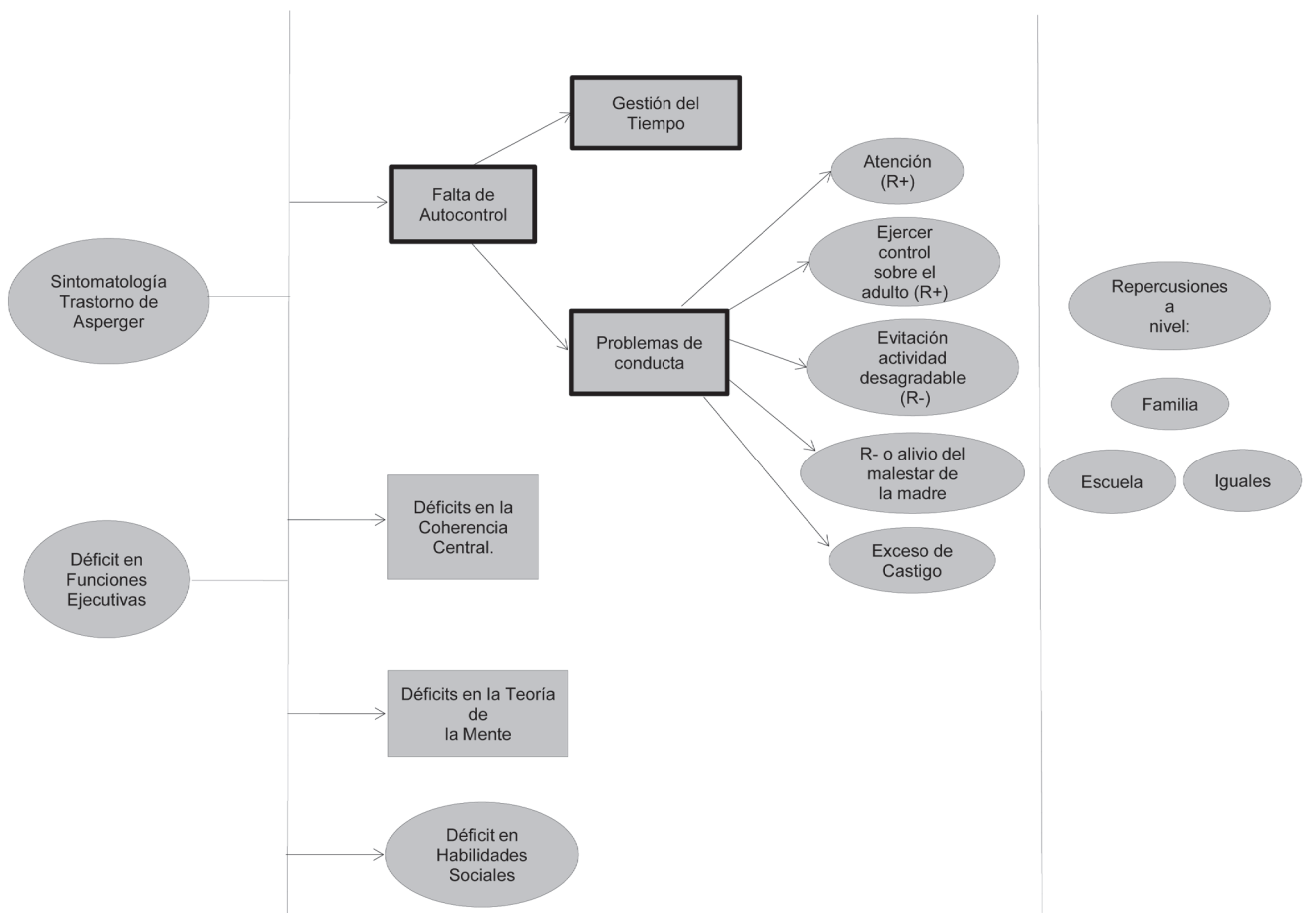 Sintomatología
Trastorno de
Asperger
Déficit en
Funciones
Ejecutivas
Gestión del
Tiempo
Falta de
Autocontrol
Problemas de
conducta
Déficits en la
Coherencia
Central.
Déficits en la Teoría
de
la Mente
Déficit en
Habilidades
Sociales
Atención
(R+)
Ejercer
control
sobre el
adulto (R+)
Evitación
actividad
desagradable
(R-)
R- o alivio del
malestar de
la madre
Exceso de
Castigo
Repercusiones
a
nivel:
Familia
Escuela
Iguales